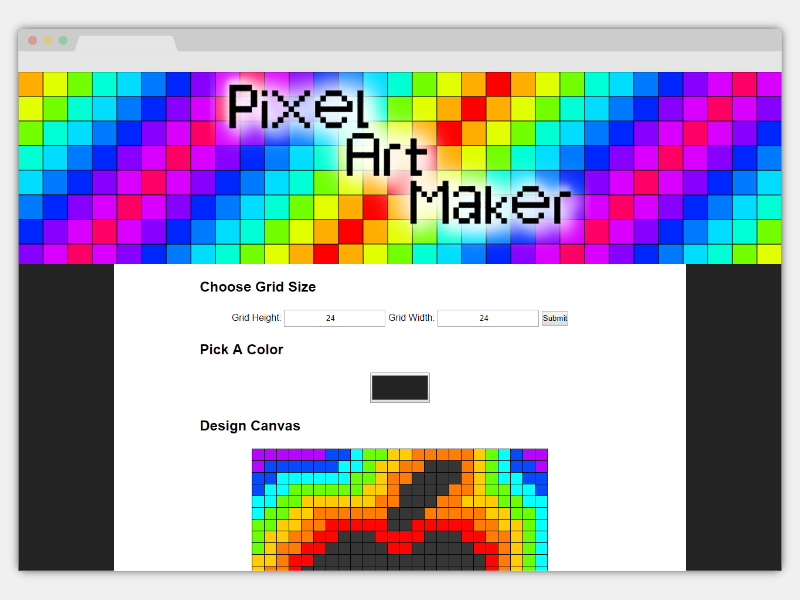 Pixel
Art
Maker
Choose Grid Size
Grid Height: 24 Grid Width: 24 Submit
Pick A Color
Design Canvas